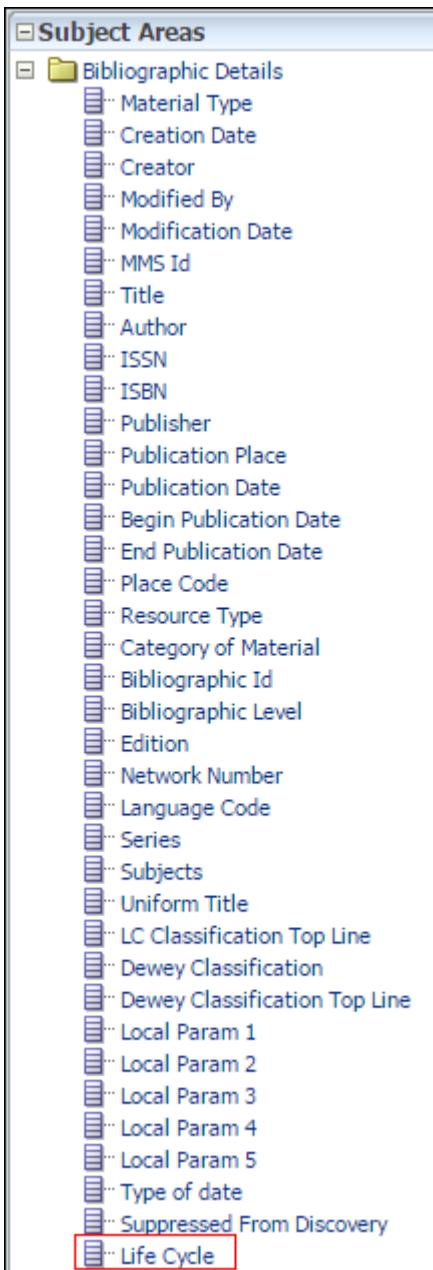 Subject Areas
Bibliographic Details
Material Type
Creation Date
Creator
Modified By
Modification Date
MMS Id
Title
Author
ISSN
ISBN
Publisher
Publication Place
Publication Date
Begin Publication Date
End Publication Date
Place Code
Resource Type
Category of Material
Bibliographic Id
Bibliographic Level
Edition
Network Number
Language Code
Series
Subjects
Uniform Title
LC Classification Top Line
Dewey Classification
Dewey Classification Top Line
Local Param 1
Local Param 2
Local Param 3
Local Param 4
Local Param 5
Type of date
Suppressed From Discovery
Life Cycle